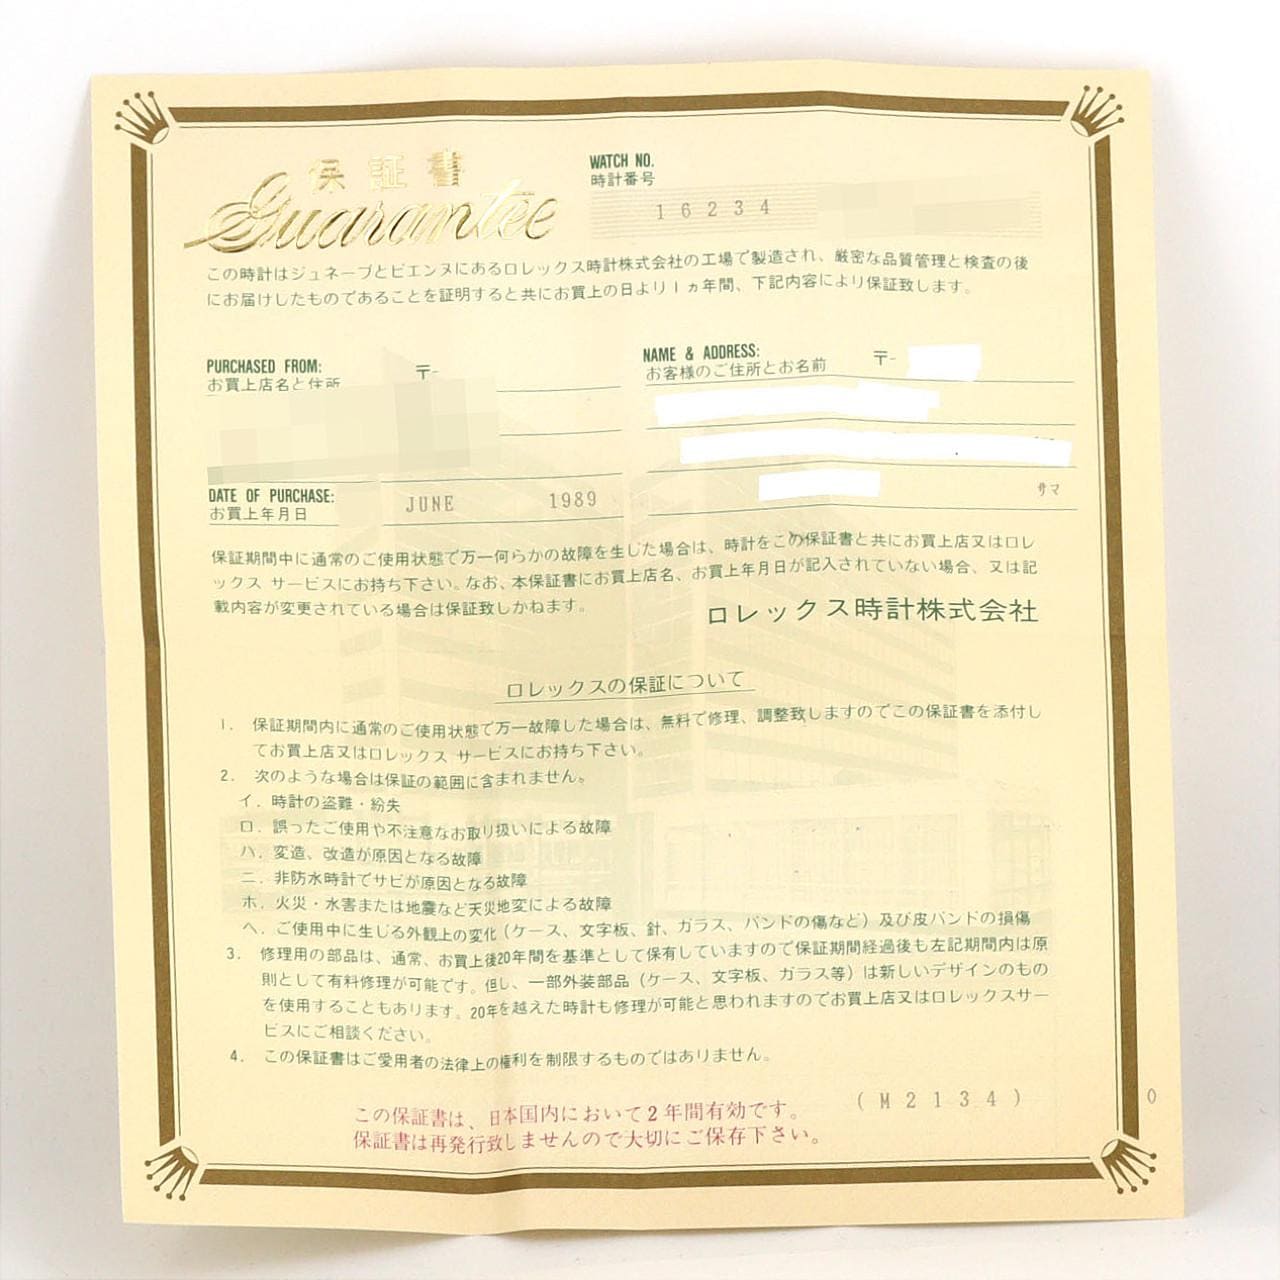 保証書
Guarantee
WATCH NO.
時計番号
16234
この時計はジュネーブとビエンヌにあるロレックス時計株式会社の工場で製造され、厳密な品質管理と検査の後
にお届けしたものであることを証明すると共にお買上の日より1ヵ年間、下記内容により保証致します。
PURCHASED FROM:
お買上店名と住所
〒-
NAME & ADDRESS:
お客様のご住所とお名前
〒-
サマ
DATE OF PURCHASE:
お買上年月日
JUNE 1989
保証期間中に通常のご使用状態で万一何らかの故障を生じた場合は、時計をこの保証書と共にお買上店又はロレ
ックス サービスにお持ち下さい。なお、本保証書にお買上店名、お買上年月日が記入されていない場合、又は記
載内容が変更されている場合は保証致しかねます。
ロレックス時計株式会社
ロレックスの保証について
1. 保証期間内に通常のご使用状態で万一故障した場合は、無料で修理、調整致しますのでこの保証書を添付し
てお買上店又はロレックス サービスにお持ち下さい。
2. 次のような場合は保証の範囲に含まれません。
イ. 時計の盗難・紛失
ロ. 誤ったご使用や不注意なお取り扱いによる故障
ハ. 変造、改造が原因となる故障
ニ. 非防水時計でサビが原因となる故障
ホ. 火災・水害または地震など天災地変による故障
ヘ. ご使用中に生じる外観上の変化(ケース、文字板、針、ガラス、バンドの傷など)及び皮バンドの損傷
3. 修理用の部品は、通常、お買上後20年間を基準として保有していますので保証期間経過後も左記期間内は原
則として有料修理が可能です。但し、一部外装部品(ケース、文字板、ガラス等)は新しいデザインのもの
を使用することもあります。20年を越えた時計も修理が可能と思われますのでお買上店又はロレックスサー
ビスにご相談ください。
4. この保証書はご愛用者の法律上の権利を制限するものではありません。
(M2134)
0
この保証書は、日本国内において2年間有効です。
保証書は再発行致しませんので大切にご保存下さい。